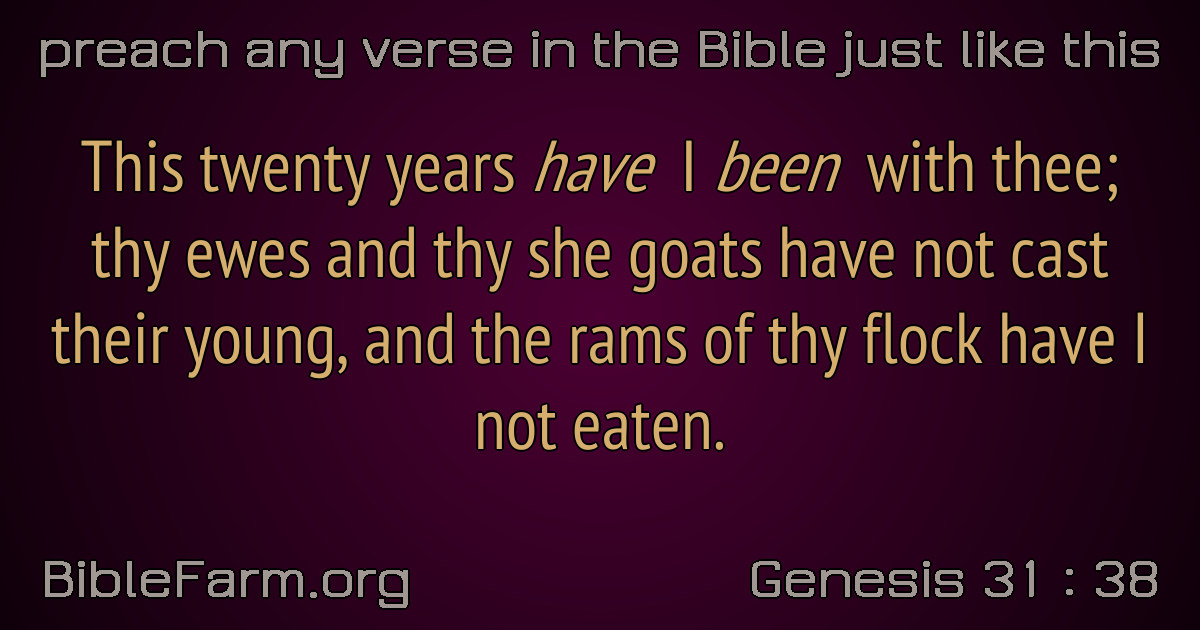 preach any verse in the Bible just like this
This twenty years have I been with thee;
thy ewes and thy she goats have not cast
their young, and the rams of thy flock have I
not eaten.
BibleFarm.org
Genesis 31 : 38